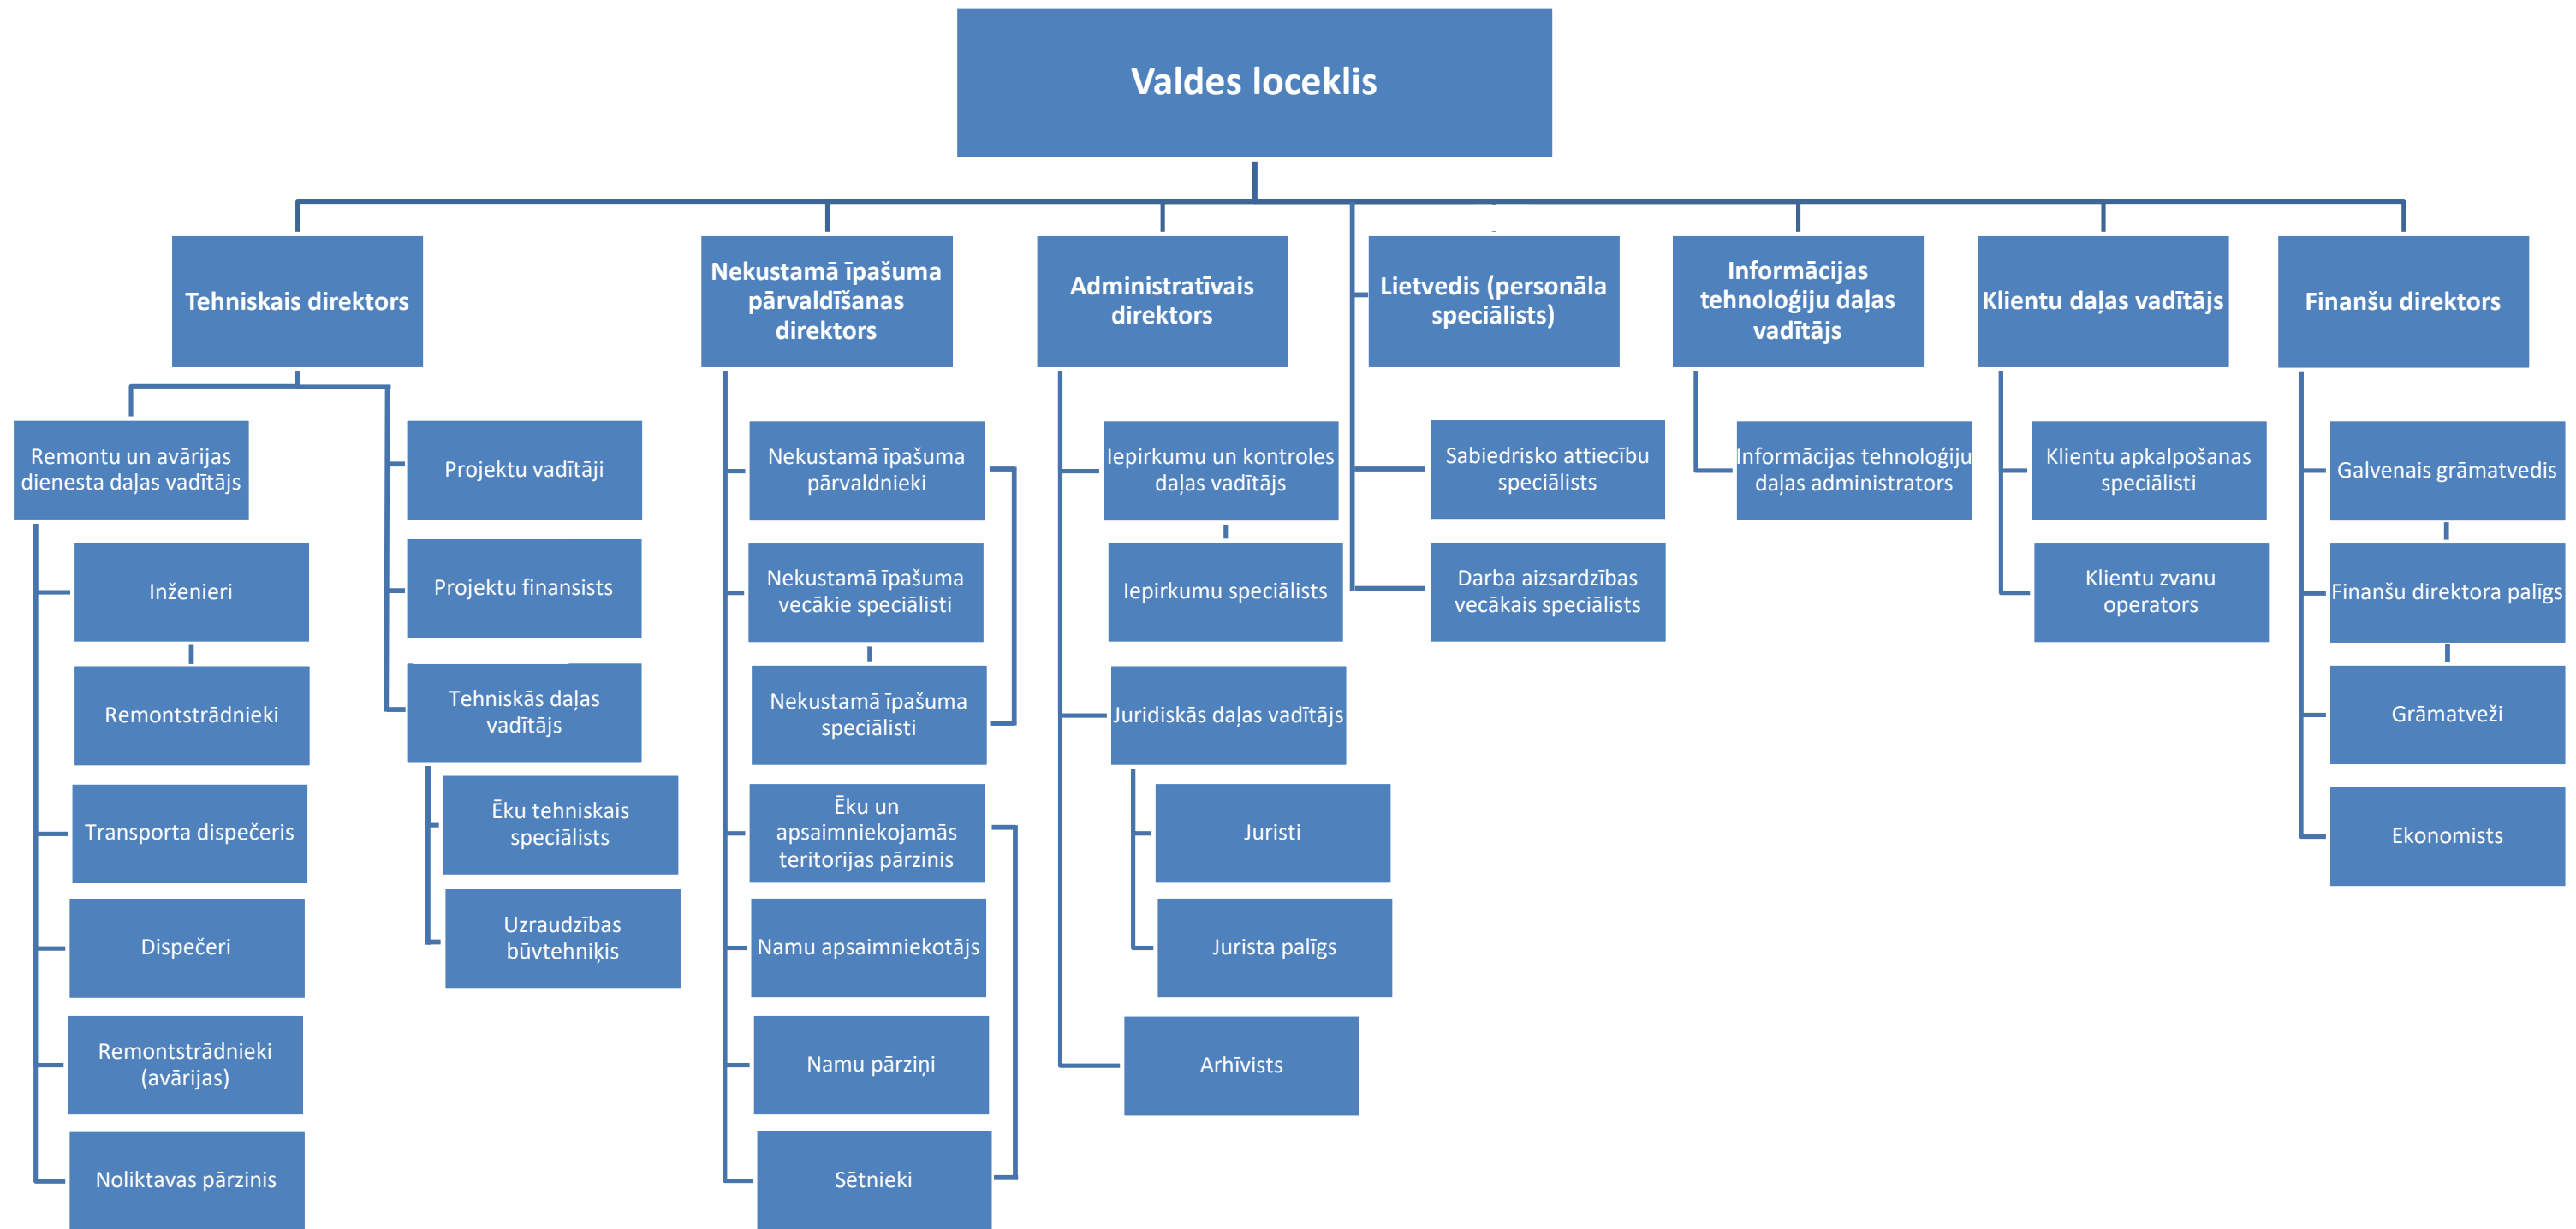 Valdes loceklis
Tehniskais direktors
Nekustamā īpašuma
pārvaldīšanas
direktors
Administratīvais
direktors
Lietvedis (personāla
speciālists)
Informācijas
tehnoloģiju daļas
vadītājs
Klientu daļas vadītājs
Finanšu direktors
Remontu un avārijas
dienesta daļas vadītājs
Inženieri
Remontstrādnieki
Transporta dispečeris
Dispečeri
Remontstrādnieki
(avārijas)
Noliktavas pārzinis
Projektu vadītāji
Projektu finansists
Tehniskās daļas
vadītājs
Ēku tehniskais
speciālists
Uzraudzības
būvtehniķis
Nekustamā īpašuma
pārvaldnieki
Nekustamā īpašuma
vecākie speciālisti
Nekustamā īpašuma
speciālisti
Ēku un
apsaimniekojamās
teritorijas pārzinis
Namu apsaimniekotājs
Namu pārziņi
Sētnieki
Iepirkumu un kontroles
daļas vadītājs
Iepirkumu speciālists
Juridiskās daļas vadītājs
Juristi
Jurista palīgs
Arhīvists
Sabiedrisko attiecību
speciālists
Darba aizsardzības
vecākais speciālists
Informācijas tehnoloģiju
daļas administrators
Klientu apkalpošanas
speciālisti
Klientu zvanu
operators
Galvenais grāmatvedis
Finanšu direktora palīgs
Grāmatveži
Ekonomists